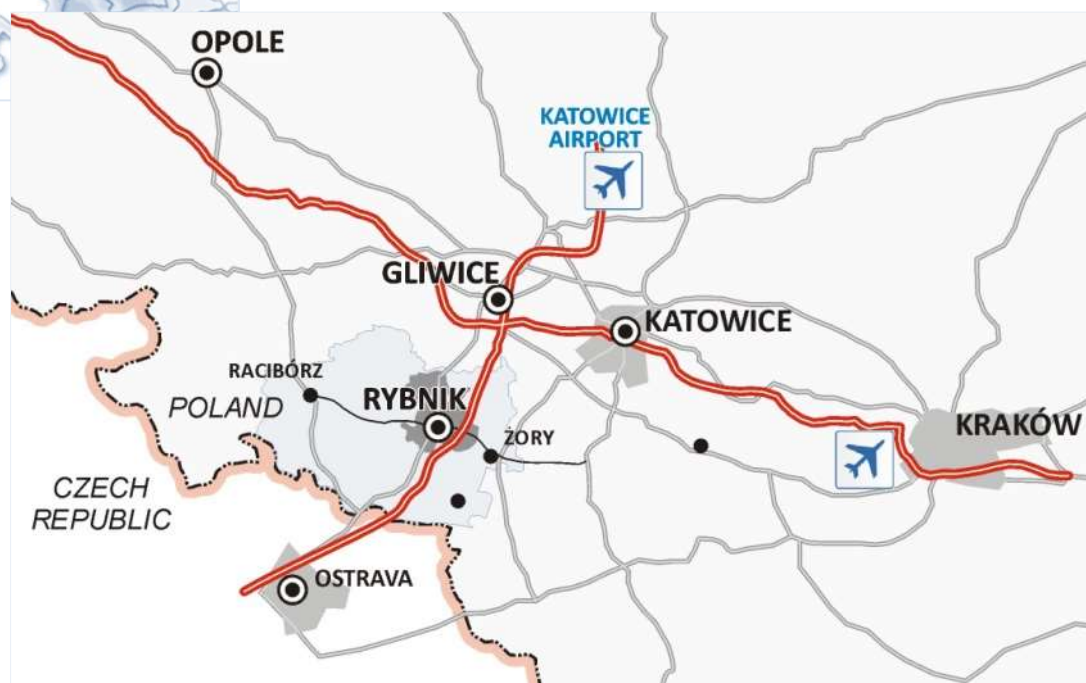 OPOLE
KATOWICE
AIRPORT
GLIWICE
KATOWICE
RACIBÓRZ
POLAND
RYBNIK
ŻORY
KRAKÓW
CZECH
REPUBLIC
OSTRAVA